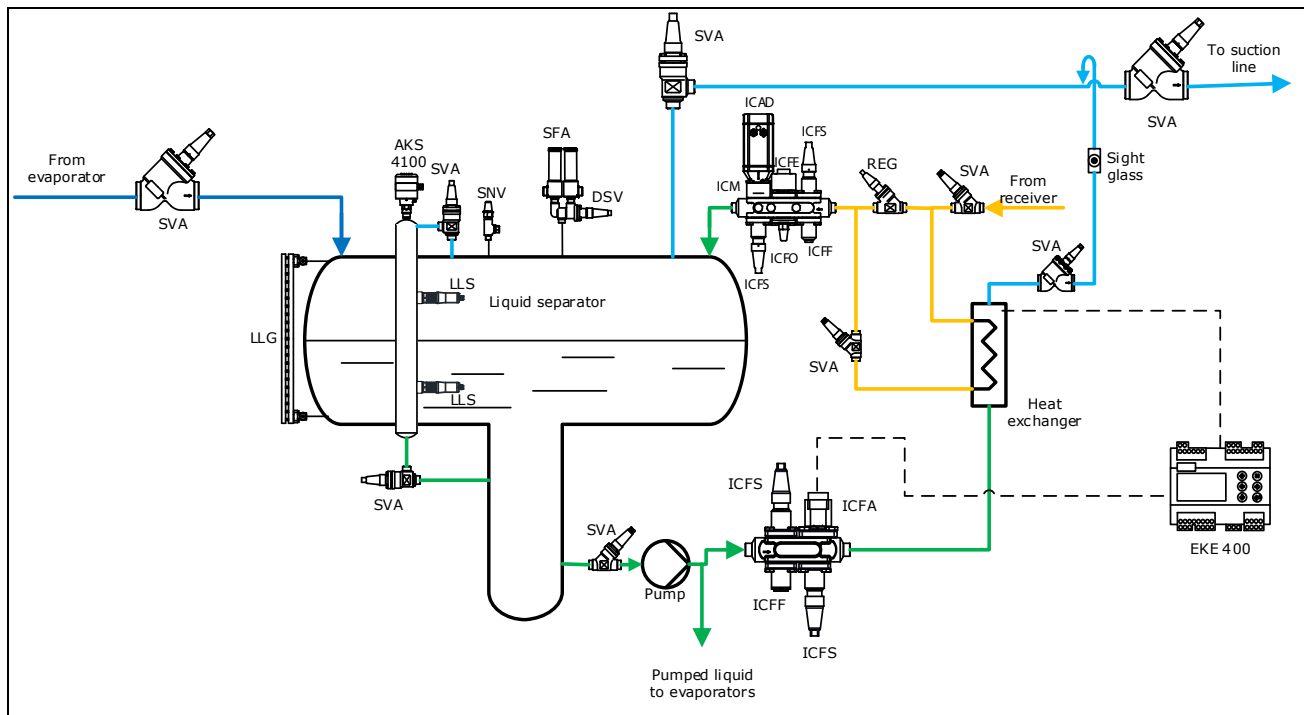 SVA
To suction
line
ICAD
SFA
ICFS
AKS
4100
SVA
ICFE
REG
SVA
SVA
Sight
glass
From
evaporator
SNV
DSV
ICM
From
receiver
SVA
ICFO
ICFF
SVA
ICFS
LLS
Liquid separator
LLG
SVA
LLS
Heat
exchanger
ICFS
ICFA
SVA
SVA
EKE 400
Pump
ICFF
ICFS
Pumped liquid
to evaporators